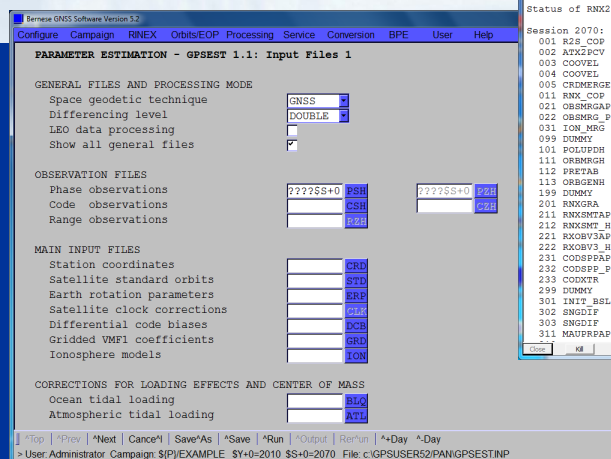 Bernese GNSS Software Version 5.2
Configure Campaign RINEX Orbits/EOP Processing Service Conversion BPE User Help
PARAMETER ESTIMATION - GPSEST 1.1: Input Files 1
GENERAL FILES AND PROCESSING MODE
Space geodetic technique GNSS
Differencing level DOUBLE
LEO data processing
Show all general files
OBSERVATION FILES
Phase observations ????$S+0 PSH ????$S+0 PZH
Code observations CSH CZH
Range observations RZH
MAIN INPUT FILES
Station coordinates CRD
Satellite standard orbits STD
Earth rotation parameters ERP
Satellite clock corrections CLK
Differential code biases DCB
Gridded VMF1 coefficients GRD
Ionosphere models ION
CORRECTIONS FOR LOADING EFFECTS AND CENTER OF MASS
Ocean tidal loading BLQ
Atmospheric tidal loading ATL
^Top | ^Prev | ^Next | Cance^l | Save^As | ^Save | ^Run | ^Output | Rer^un | ^+Day ^-Day
> User: Administrator Campaign: ${P}/EXAMPLE $Y+0=2010 $S+0=2070 File: c:\GPSUSER52/PAN\GPSEST.INP
Status of RNX2
Session 2070:
001 R2S_COP
002 ATX2PCV
003 COOVEL
004 COOVEL
005 CRDMERGE
011 RNX_COP
021 OBSMRGAP
022 OBSMRG_P
031 ION_MRG
099 DUMMY
101 POLUPDH
111 ORBMRGH
112 PRETAB
113 ORBGENH
199 DUMMY
201 RNXGRA
211 RNXSMTAP
212 RNXSMT_H
221 RXOBV3AP
222 RXOBV3_H
231 CODSPPAP
232 CODSPP_P
233 CODXTR
299 DUMMY
301 INIT_BSL
302 SNGDIF
303 SNGDIF
311 MAUPRPAP
Close Kill